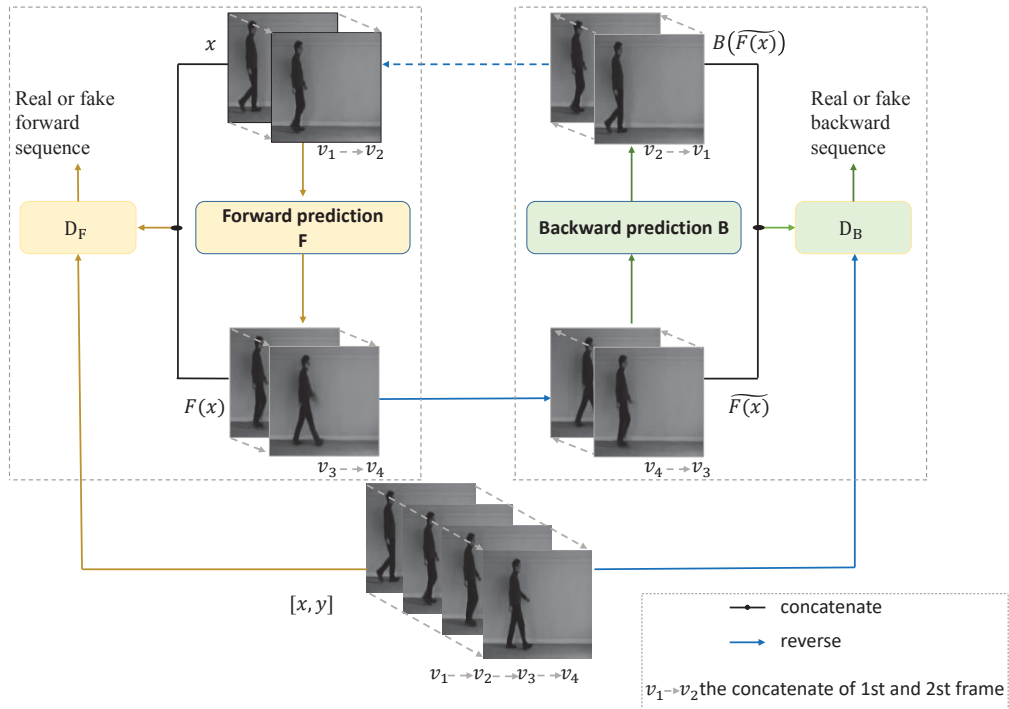 x
v₁ → v₂
Real or fake
forward
sequence
D_F
Forward prediction
F
F(x)
v₃ → v₄
B(\widetilde{F(x)})
v₂ → v₁
Real or fake
backward
sequence
Backward prediction B
D_B
\widetilde{F(x)}
v₄ → v₃
[x, y]
v₁ → v₂ → v₃ → v₄
concatenate
reverse
v₁ → v₂ the concatenate of 1st and 2st frame